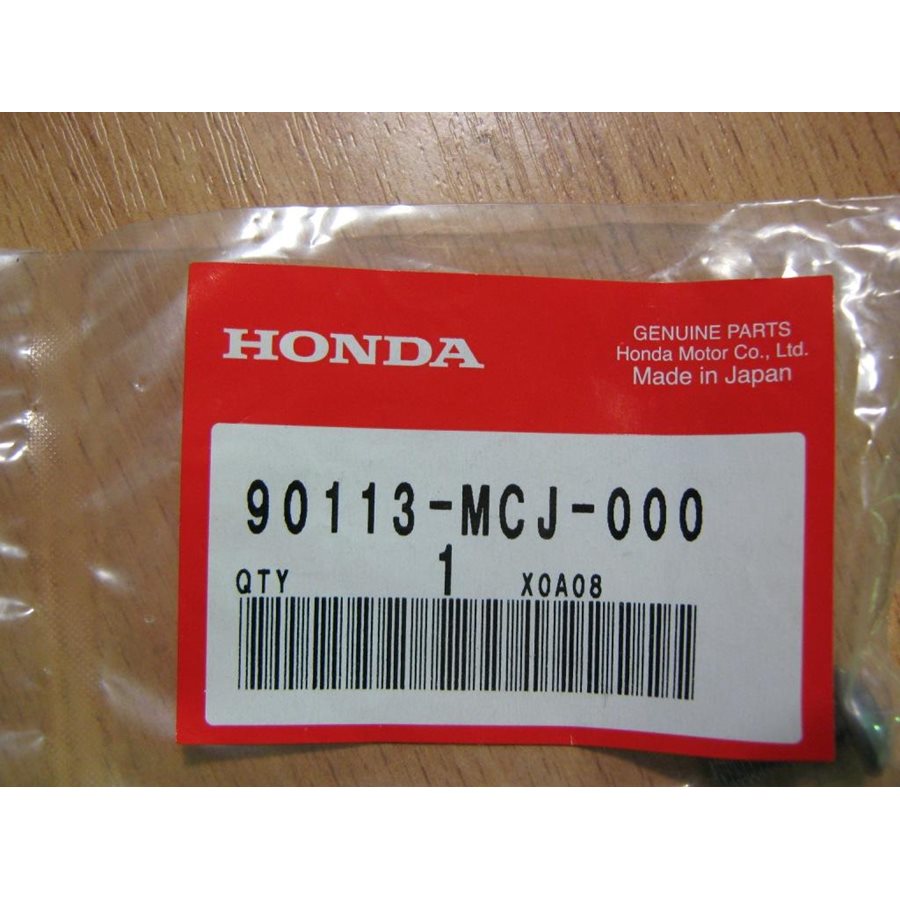 HONDA
GENUINE PARTS
Honda Motor Co., Ltd.
Made in Japan
90113-MCJ-000
QTY 1 X0A08